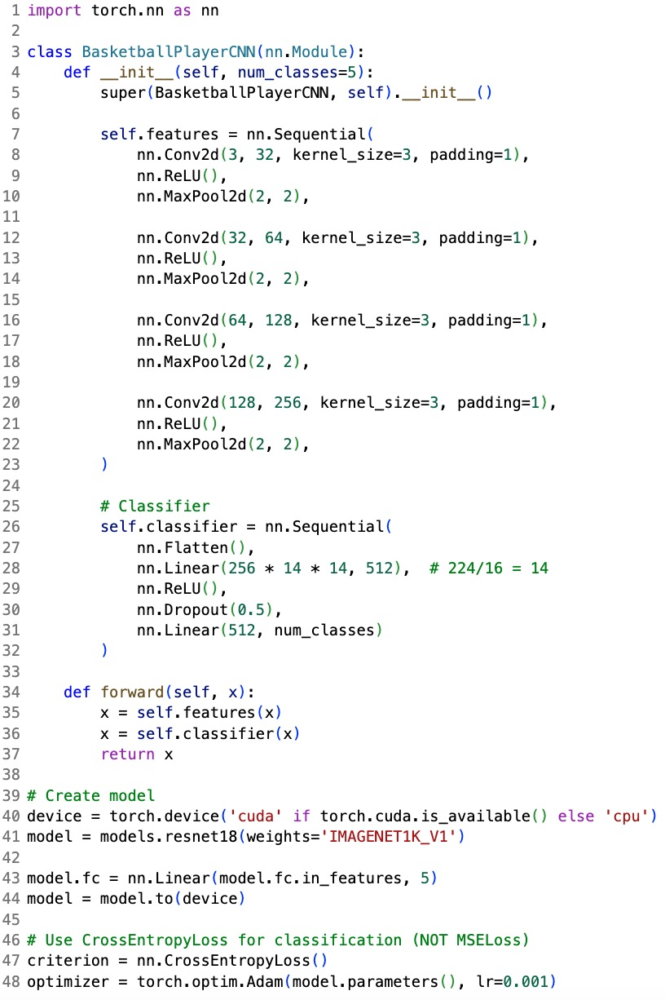 1 import torch.nn as nn
2
3 class BasketballPlayerCNN(nn.Module):
4     def __init__(self, num_classes=5):
5         super(BasketballPlayerCNN, self).__init__()
6
7         self.features = nn.Sequential(
8             nn.Conv2d(3, 32, kernel_size=3, padding=1),
9             nn.ReLU(),
10             nn.MaxPool2d(2, 2),
11
12             nn.Conv2d(32, 64, kernel_size=3, padding=1),
13             nn.ReLU(),
14             nn.MaxPool2d(2, 2),
15
16             nn.Conv2d(64, 128, kernel_size=3, padding=1),
17             nn.ReLU(),
18             nn.MaxPool2d(2, 2),
19
20             nn.Conv2d(128, 256, kernel_size=3, padding=1),
21             nn.ReLU(),
22             nn.MaxPool2d(2, 2),
23         )
24
25         # Classifier
26         self.classifier = nn.Sequential(
27             nn.Flatten(),
28             nn.Linear(256 * 14 * 14, 512),  # 224/16 = 14
29             nn.ReLU(),
30             nn.Dropout(0.5),
31             nn.Linear(512, num_classes)
32         )
33
34     def forward(self, x):
35         x = self.features(x)
36         x = self.classifier(x)
37         return x
38
39 # Create model
40 device = torch.device('cuda' if torch.cuda.is_available() else 'cpu')
41 model = models.resnet18(weights='IMAGENET1K_V1')
42
43 model.fc = nn.Linear(model.fc.in_features, 5)
44 model = model.to(device)
45
46 # Use CrossEntropyLoss for classification (NOT MSELoss)
47 criterion = nn.CrossEntropyLoss()
48 optimizer = torch.optim.Adam(model.parameters(), lr=0.001)